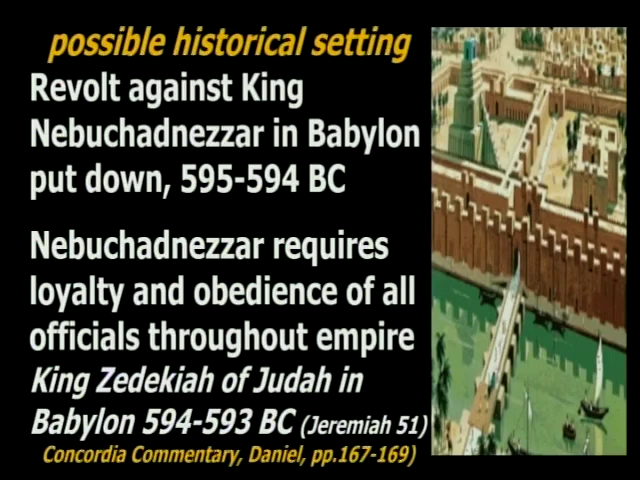 possible historical setting
Revolt against King
Nebuchadnezzar in Babylon
put down, 595-594 BC
Nebuchadnezzar requires
loyalty and obedience of all
officials throughout empire
King Zedekiah of Judah in
Babylon 594-593 BC (Jeremiah 51)
Concordia Commentary, Daniel, pp.167-169)